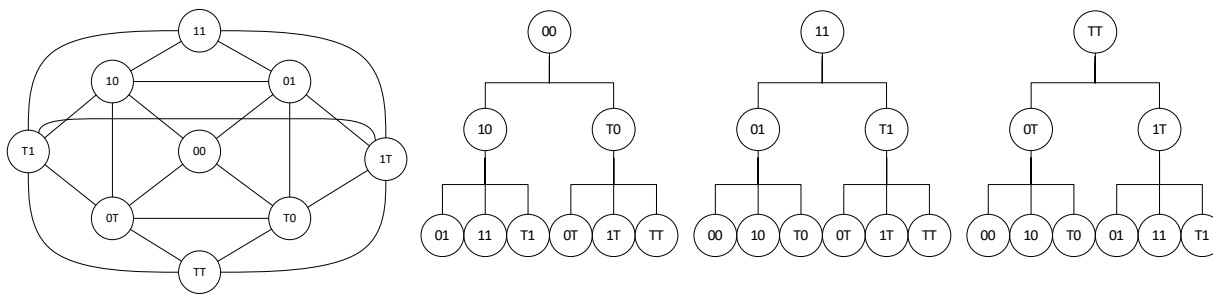 11
10 01
T1 00 1T
0T T0
TT
00
10 T0
01 11 T1 0T 1T TT
11
01 T1
00 10 T0 0T 1T TT
TT
0T 1T
00 10 T0 01 11 T1